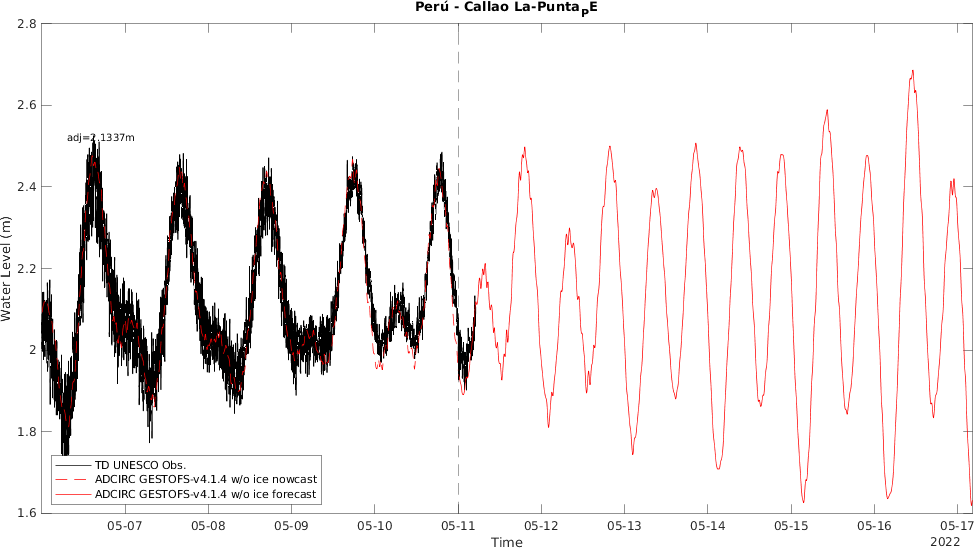 Perú - Callao La-PuntapE
2.8
2.6
2.4
2.2
2
1.8
1.6
Water Level (m)
adj=2.1337m
TD UNESCO Obs.
ADCIRC GESTOFS-v4.1.4 w/o ice nowcast
ADCIRC GESTOFS-v4.1.4 w/o ice forecast
05-07 05-08 05-09 05-10 05-11 05-12 05-13 05-14 05-15 05-16 05-17
Time
2022